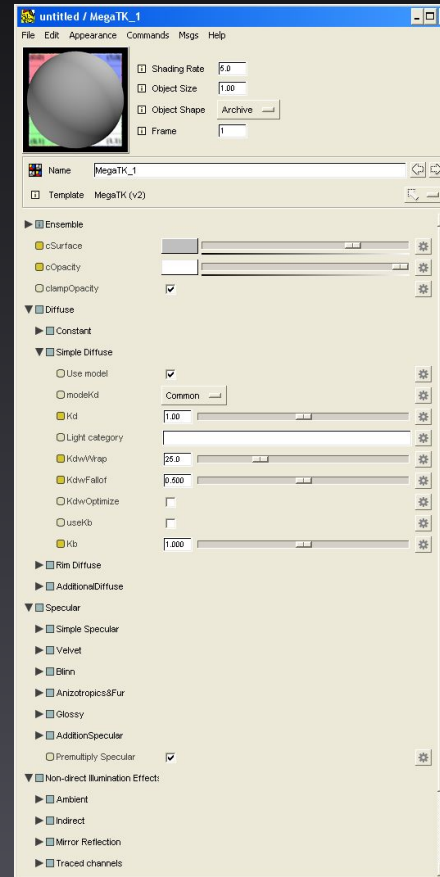 untitled / MegaTK_1
File Edit Appearance Commands Msgs Help
Shading Rate 5.0
Object Size 1.00
Object Shape Archive
Frame 1
Name MegaTK_1
Template MegaTK (v2)
Ensemble
cSurface
cOpacity
clampOpacity
Diffuse
Constant
Simple Diffuse
Use model
modeKd Common
Kd 1.00
Light category
KdwWrap 25.0
KdwFallof 0.500
KdwOptimize
useKb
Kb 1.000
Rim Diffuse
AdditionalDiffuse
Specular
Simple Specular
Velvet
Blinn
Anizotropics&Fur
Glossy
AdditionSpecular
Premultiply Specular
Non-direct Illumination Effects
Ambient
Indirect
Mirror Reflection
Traced channels